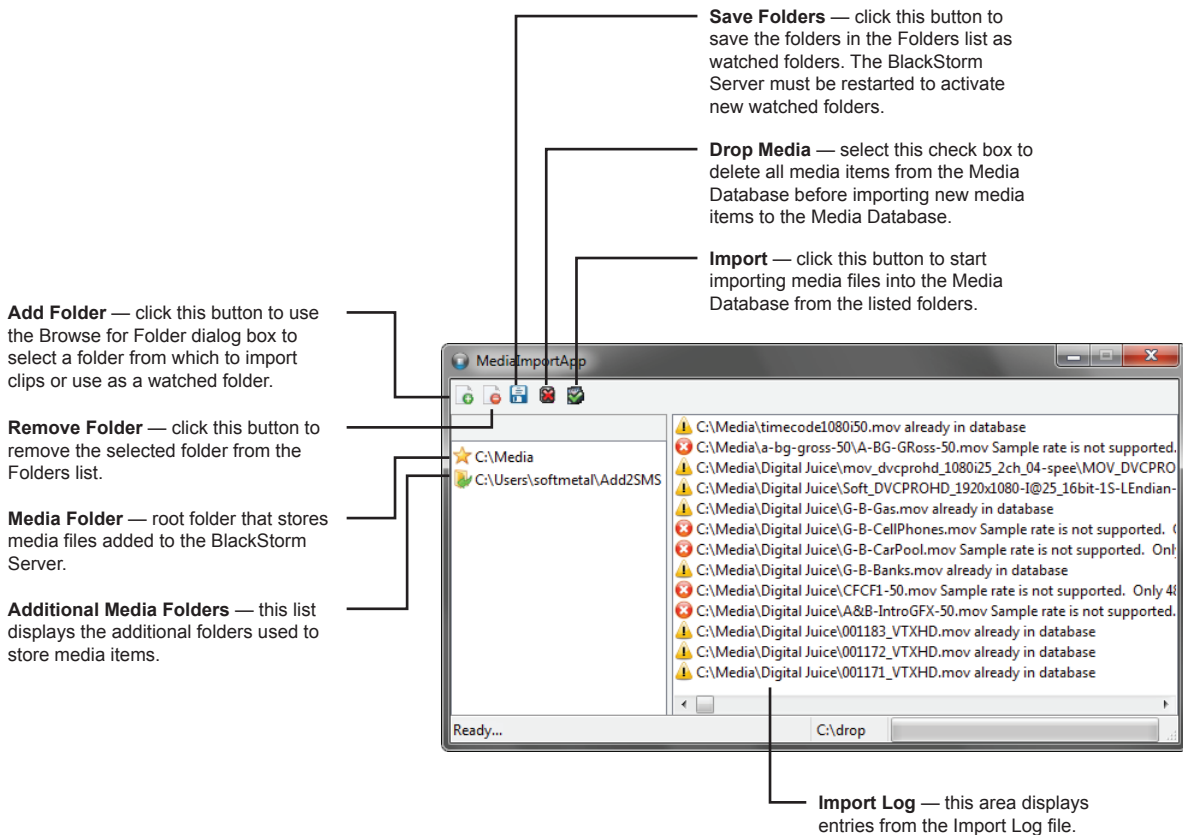 Save Folders — click this button to
save the folders in the Folders list as
watched folders. The BlackStorm
Server must be restarted to activate
new watched folders.
Drop Media — select this check box to
delete all media items from the Media
Database before importing new media
items to the Media Database.
Import — click this button to start
importing media files into the Media
Database from the listed folders.
Add Folder — click this button to use
the Browse for Folder dialog box to
select a folder from which to import
clips or use as a watched folder.
Remove Folder — click this button to
remove the selected folder from the
Folders list.
Media Folder — root folder that stores
media files added to the BlackStorm
Server.
Additional Media Folders — this list
displays the additional folders used to
store media items.
MediaImportApp
C:\Media
C:\Users\softmetal\Add2SMS
C:\Media\timecode1080i50.mov already in database
C:\Media\a-bg-gross-50\A-BG-GRoss-50.mov Sample rate is not supported.
C:\Media\Digital Juice\mov_dvcprohd_1080i25_2ch_04-spee\MOV_DVCPRO
C:\Media\Digital Juice\Soft_DVCPROHD_1920x1080-I@25_16bit-1S-LEndian-
C:\Media\Digital Juice\G-B-Gas.mov already in database
C:\Media\Digital Juice\G-B-CellPhones.mov Sample rate is not supported. (
C:\Media\Digital Juice\G-B-CarPool.mov Sample rate is not supported. Onl
C:\Media\Digital Juice\G-B-Banks.mov already in database
C:\Media\Digital Juice\CFCF1-50.mov Sample rate is not supported. Only 4
C:\Media\Digital Juice\A&B-IntroGFX-50.mov Sample rate is not supported.
C:\Media\Digital Juice\001183_VTXHD.mov already in database
C:\Media\Digital Juice\001172_VTXHD.mov already in database
C:\Media\Digital Juice\001171_VTXHD.mov already in database
Ready...
C:\drop
Import Log — this area displays
entries from the Import Log file.